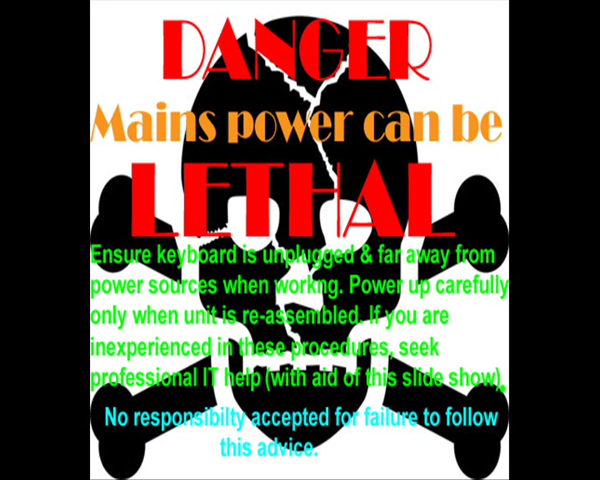 DANGER
Mains power can be
LETHAL
Ensure keyboard is unplugged & far away from
power sources when workng. Power up carefully
only when unit is re-assembled. If you are
inexperienced in these procedures, seek
professional IT help (with aid of this slide show).
No responsibilty accepted for failure to follow
this advice.